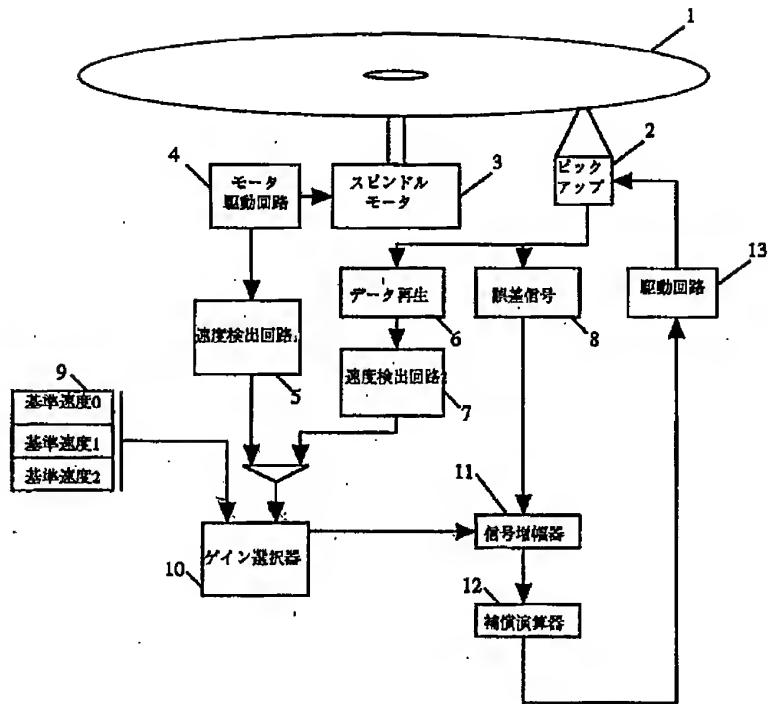 1
2
ピック
アップ
3
スピンドル
モータ
4
モータ
駆動回路
13
駆動回路
データ再生
6
誤差信号
8
速度検出回路1
5
速度検出回路2
7
9
基準速度0
基準速度1
基準速度2
11
信号増幅器
10
ゲイン選択器
12
補償演算器